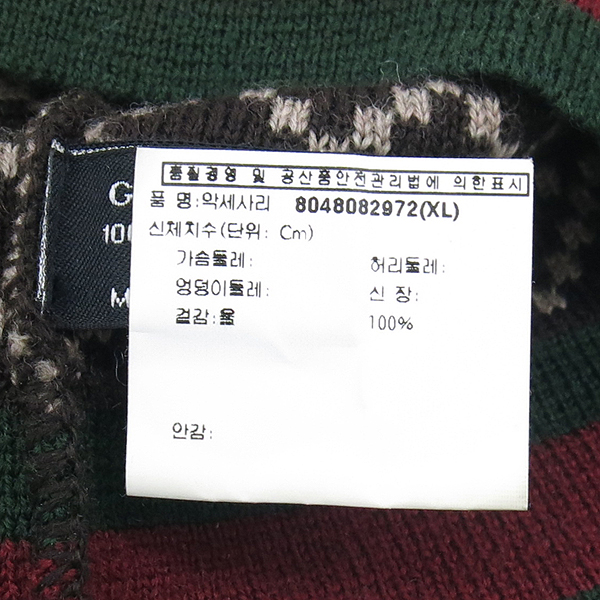 품질경영 및 공산품안전관리법에 의한표시
품 명:악세사리 8048082972(XL)
신체치수(단위: Cm)
가슴둘레: 허리둘레:
엉덩이둘레: 신 장:
겉감:울 100%
안감:
G
100
M